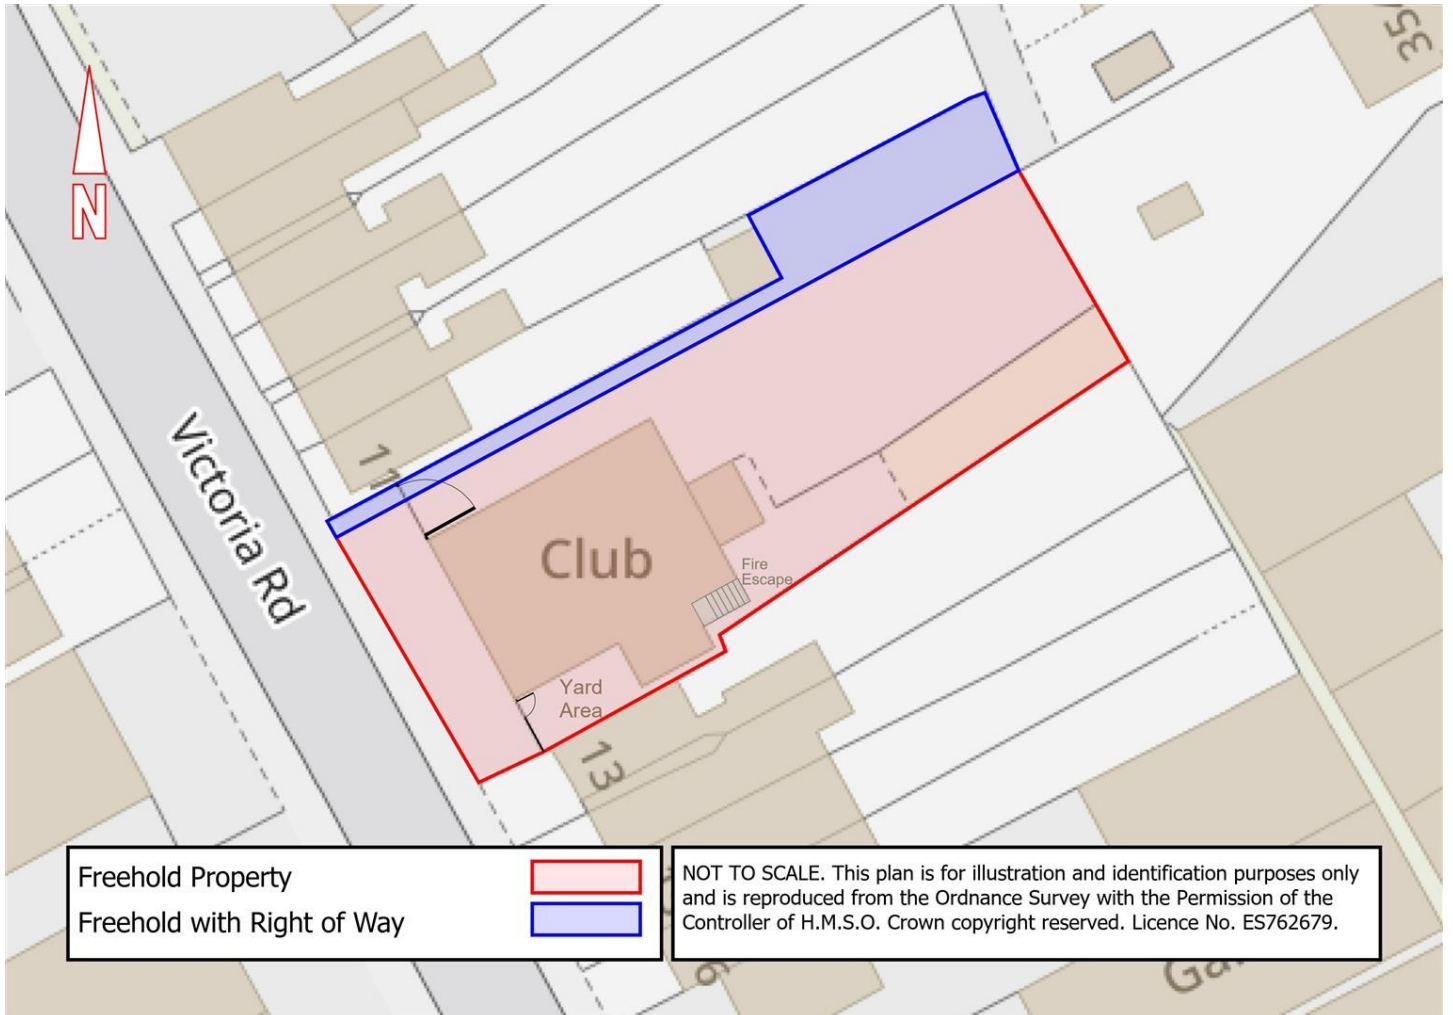 35
N
11
Victoria Rd
Club
Fire
Escape
Yard
Area
13
Freehold Property
Freehold with Right of Way
NOT TO SCALE. This plan is for illustration and identification purposes only
and is reproduced from the Ordnance Survey with the Permission of the
Controller of H.M.S.O. Crown copyright reserved. Licence No. ES762679.
6